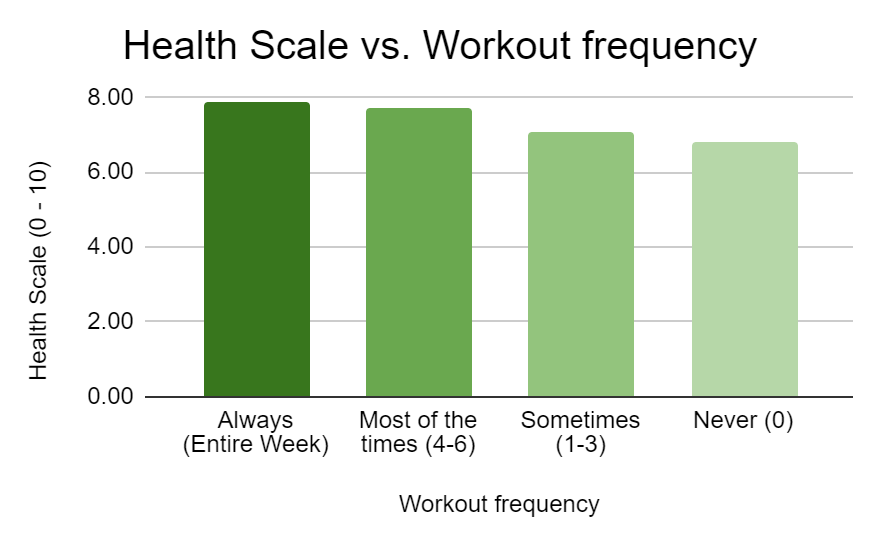 Health Scale vs. Workout frequency
Health Scale (0 - 10)
8.00
6.00
4.00
2.00
0.00
Always
(Entire Week)
Most of the
times (4-6)
Sometimes
(1-3)
Never (0)
Workout frequency